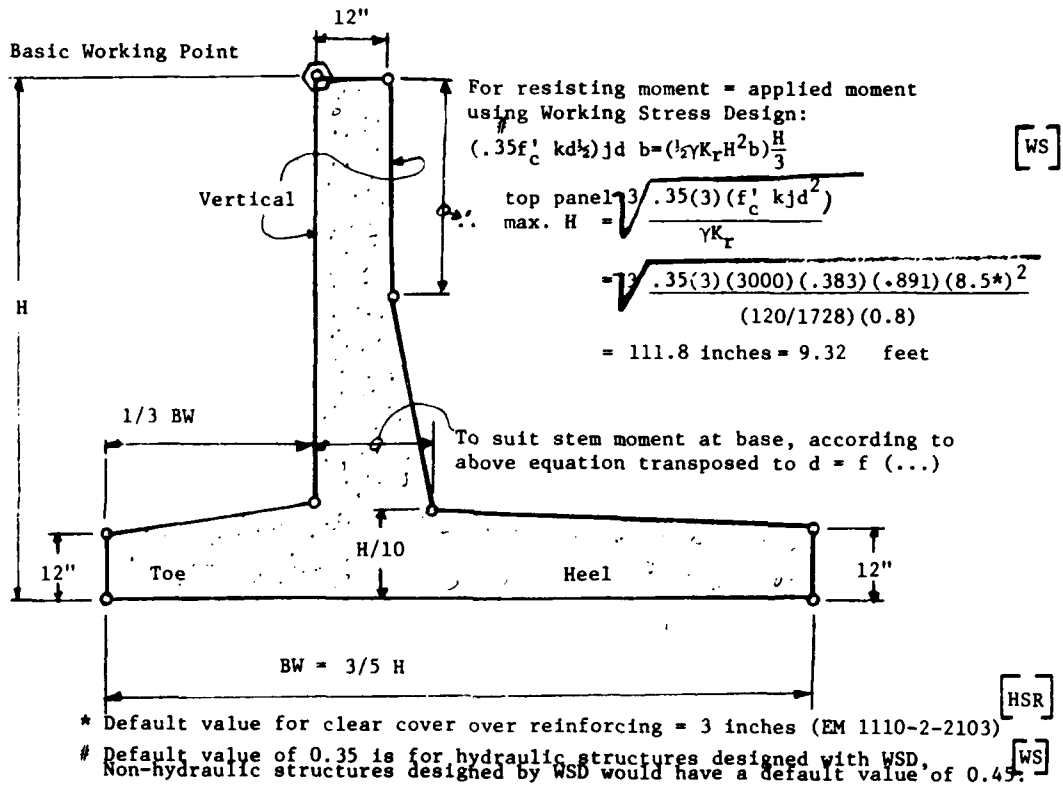 12"
Basic Working Point
For resisting moment = applied moment
using Working Stress Design:
#
(.35f'c kd½)jd b=(½γKrH²b)H/3
[WS]
Vertical
∴ top panel
max. H = ³√(.35(3)(f'c kjd²)/γKr)
= ³√(.35(3)(3000)(.383)(.891)(8.5*)²/(120/1728)(0.8))
= 111.8 inches = 9.32 feet
H
1/3 BW
To suit stem moment at base, according to
above equation transposed to d = f (...)
H/10
12"
Toe
Heel
12"
BW = 3/5 H
[HSR]
* Default value for clear cover over reinforcing = 3 inches (EM 1110-2-2103)
# Default value of 0.35 is for hydraulic structures designed with WSD,
[WS]
Non-hydraulic structures designed by WSD would have a default value of 0.45.